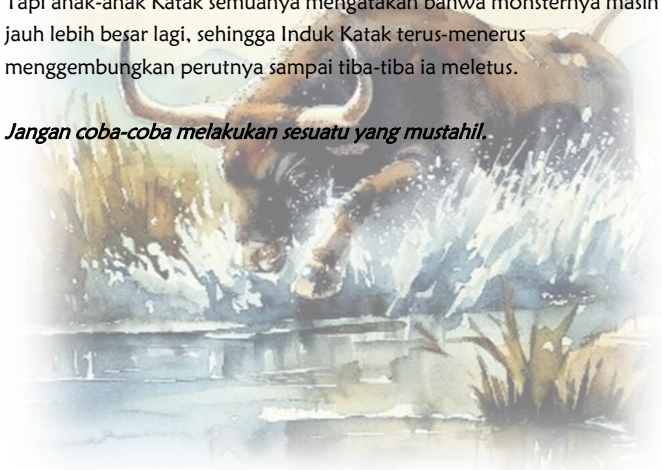 Tapi anak-anak Katak semuanya mengatakan bahwa monsternya masih
jauh lebih besar lagi, sehingga Induk Katak terus-menerus
menggembungkan perutnya sampai tiba-tiba ia meletus.
Jangan coba-coba melakukan sesuatu yang mustahil.